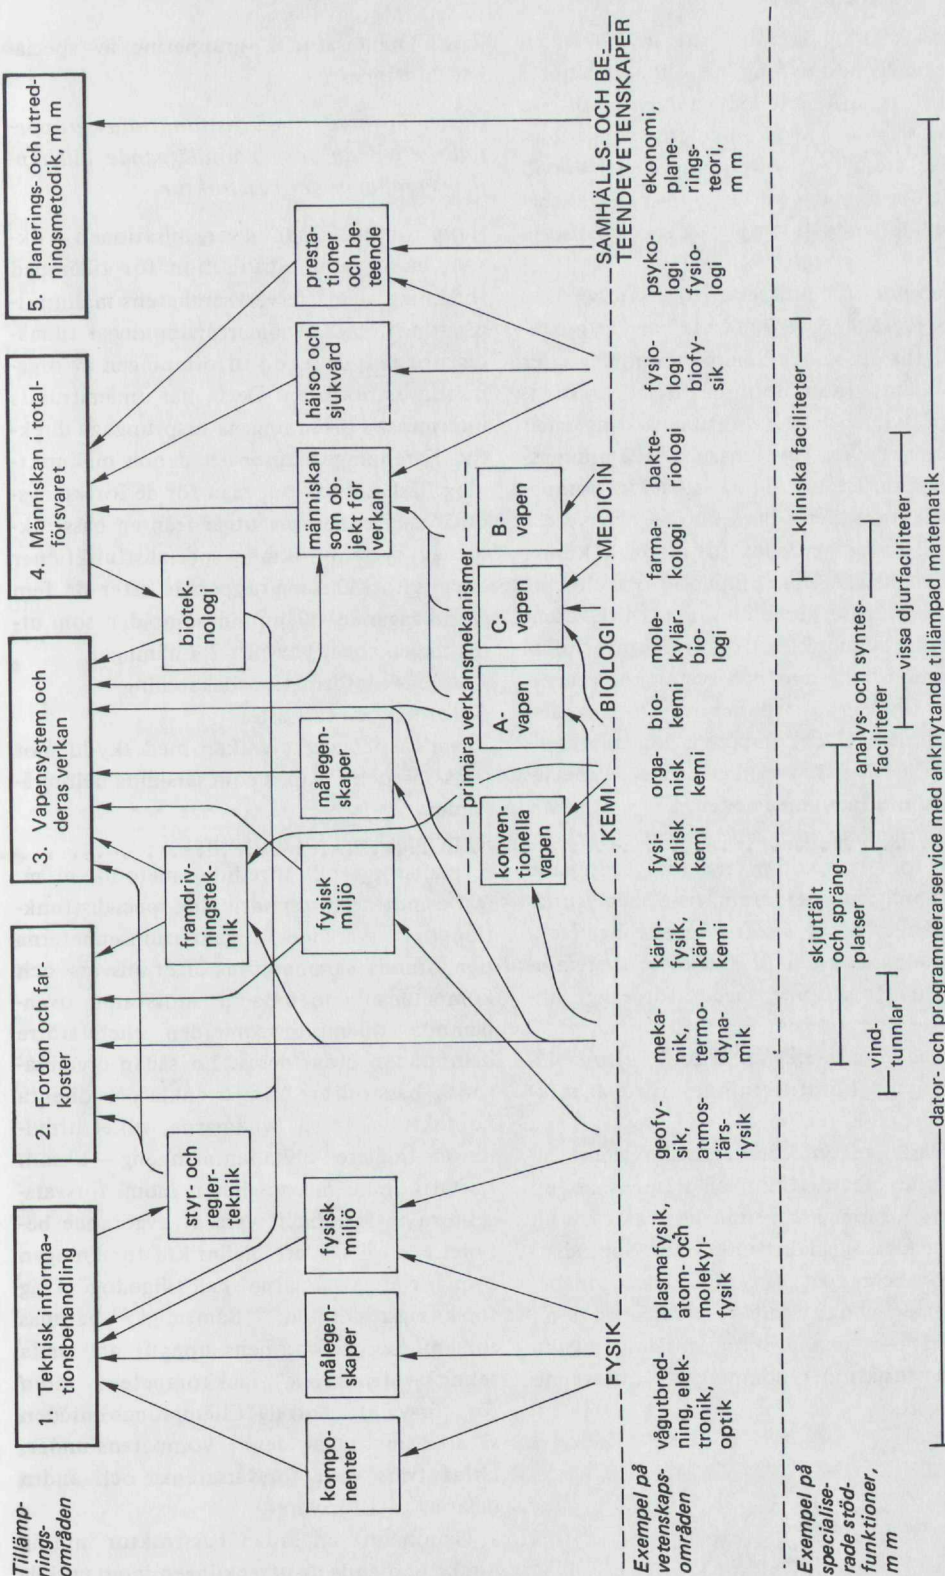 Tillämp-
nings-
områden
1. Teknisk informa-
tionsbehandling
2. Fordon och far-
koster
3. Vapensystem och
deras verkan
4. Människan i total-
försvaret
5. Planerings- och utred-
ningsmetodik, m m
styr- och
regler-
teknik
framdriv-
ningstek-
nik
biotek-
nologi
kompo-
nenter
målegen-
skaper
fysisk
miljö
fysisk
miljö
målegen-
skaper
människan
som ob-
jekt för
verkan
hälso- och
sjukvård
presta-
tioner
och be-
teende
primära verkansmekanismer
konven-
tionella
vapen
A-
vapen
C-
vapen
B-
vapen
FYSIK
KEMI
BIOLOGI
MEDICIN
SAMHÄLLS- OCH BE-
TEENDEVETENSKAPER
Exempel på
vetenskaps-
områden
vågutbred-
ning, elek-
tronik,
optik
plasmafysik,
atom- och
molekyl-
fysik
geofy-
sik,
atmos-
färs-
fysik
meka-
nik,
termo-
dyna-
mik
kärn-
fysik,
kärn-
kemi
fysi-
kalisk
kemi
orga-
nisk
kemi
bio-
kemi
mole-
kylär-
bio-
logi
farma-
kologi
bakte-
riologi
fysio-
logi
biofy-
sik
psyko-
logi
fysio-
logi
ekonomi,
plane-
rings-
teori,
m m
Exempel på
specialise-
rade stöd-
funktioner,
m m
vind-
tunnlar
skjutfält
och spräng-
platser
analys- och syntes-
faciliteter
vissa djurfaciliteter
kliniska faciliteter
dator- och programmerarservice med anknytande tillämpad matematik